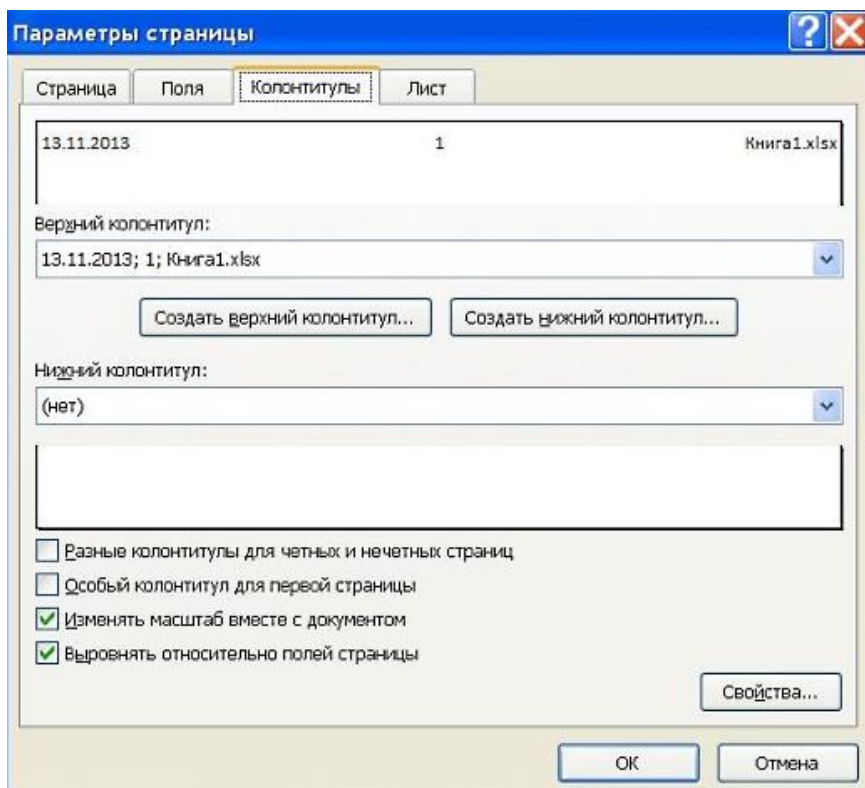 Параметры страницы
Страница Поля Колонтитулы Лист
13.11.2013 1 Книга1.xlsx
Верхний колонтитул:
13.11.2013; 1; Книга1.xlsx
Создать верхний колонтитул... Создать нижний колонтитул...
Нижний колонтитул:
(нет)
Разные колонтитулы для четных и нечетных страниц
Особый колонтитул для первой страницы
Изменять масштаб вместе с документом
Выровнять относительно полей страницы
Свойства...
ОК Отмена